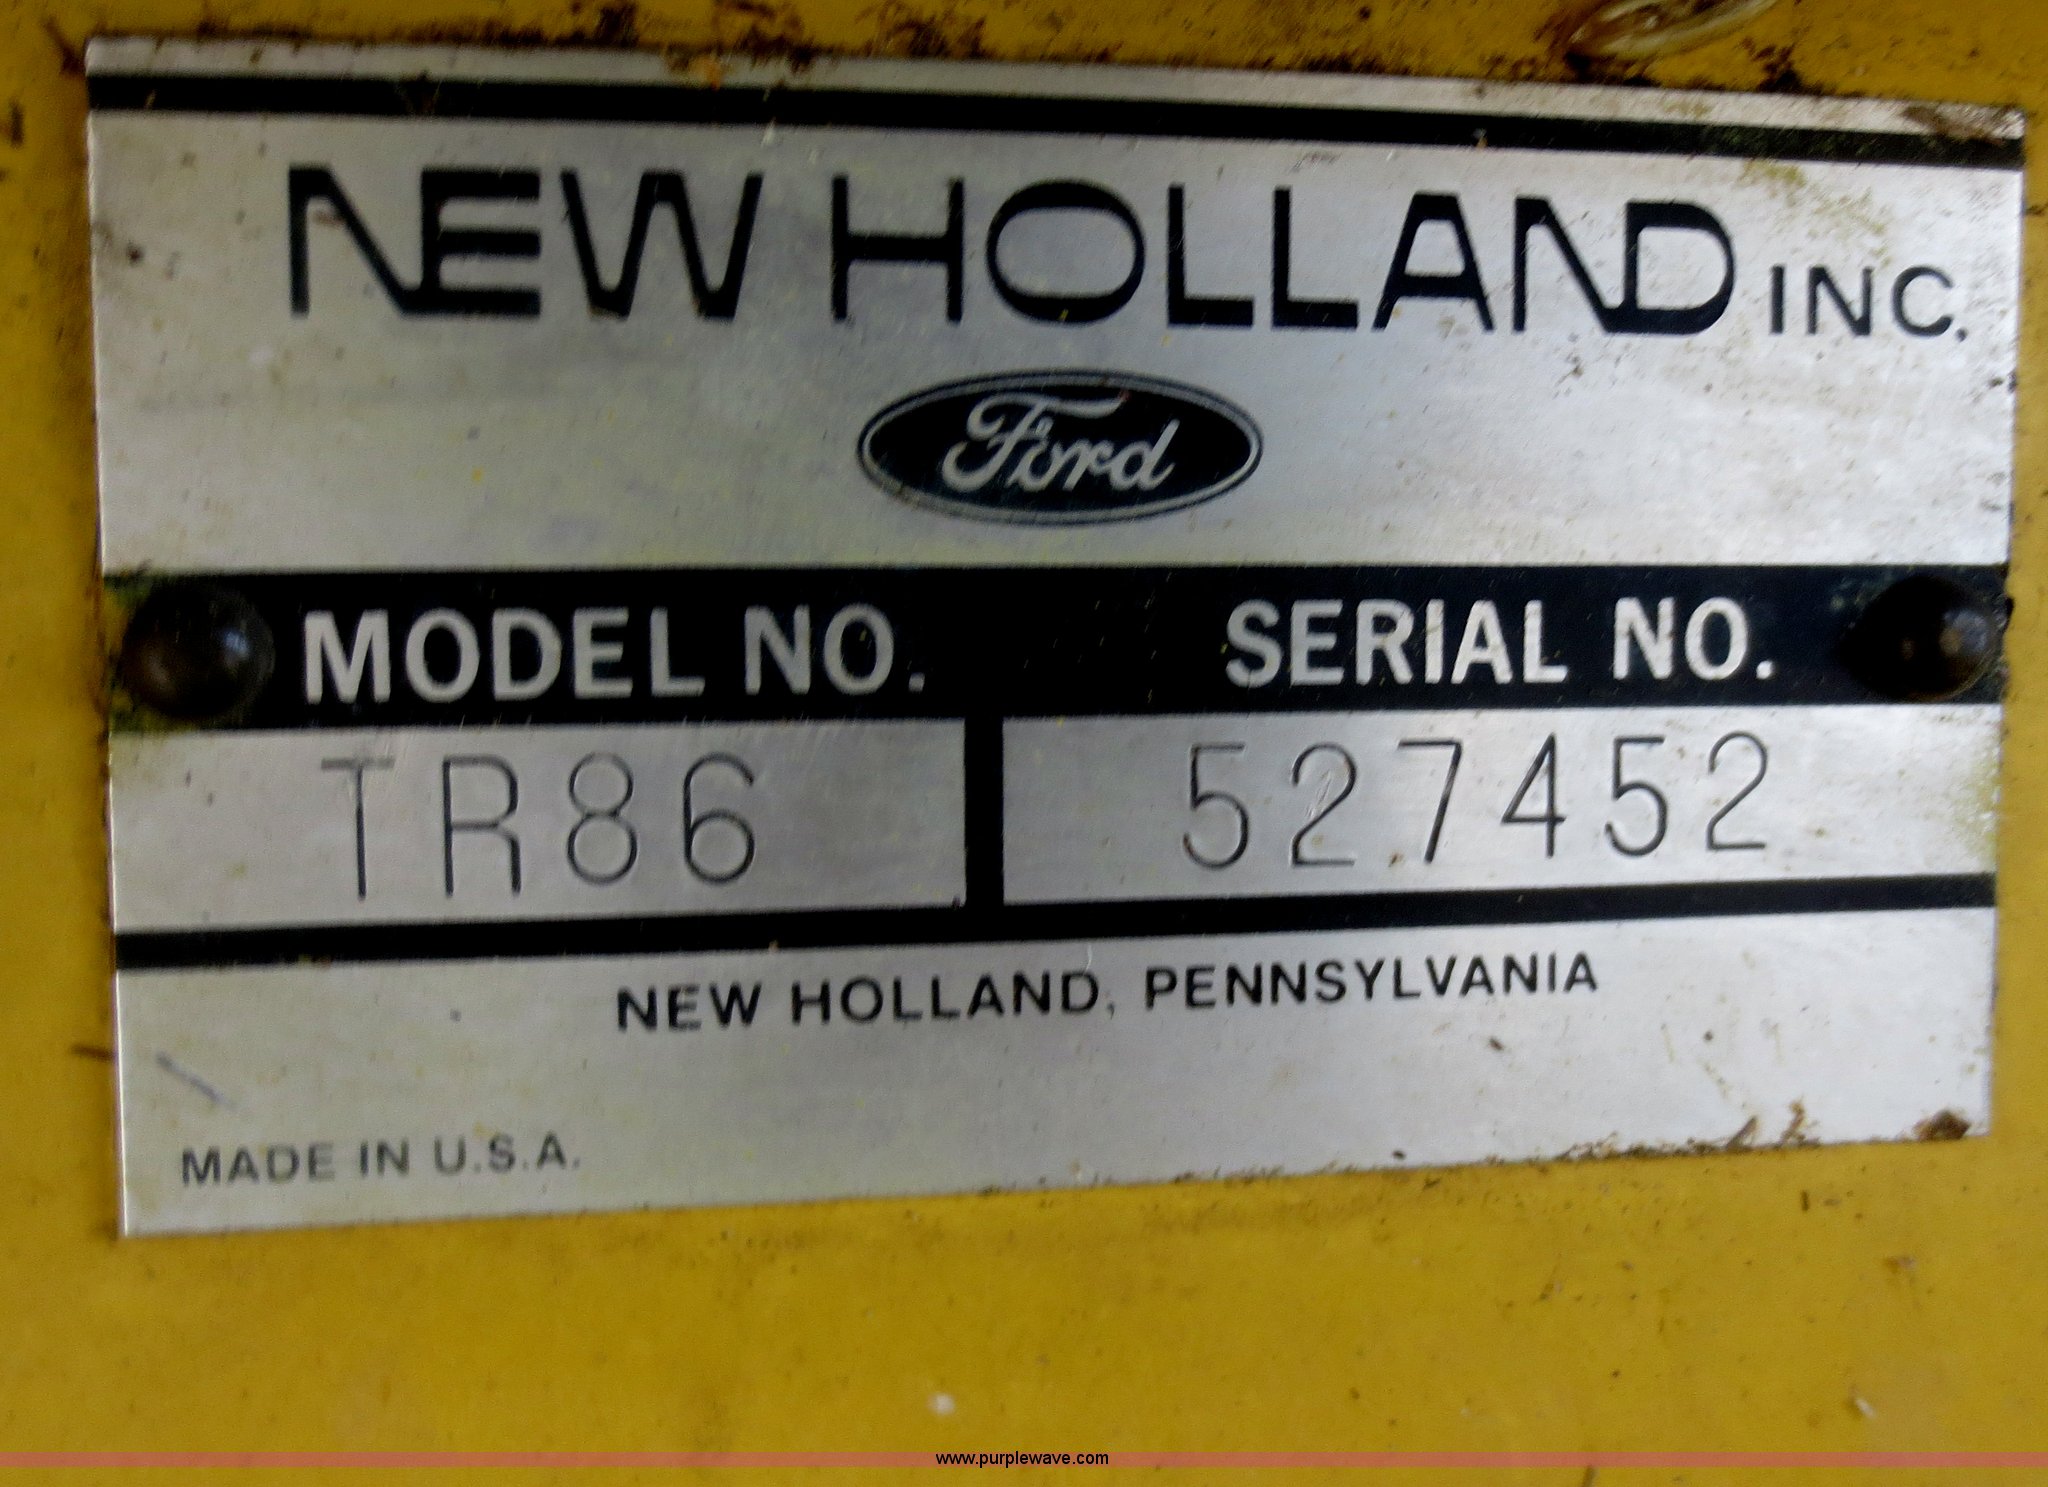 NEW HOLLAND INC.
Ford
MODEL NO. SERIAL NO.
TR86 527452
NEW HOLLAND, PENNSYLVANIA
MADE IN U.S.A.
www.purplewave.com